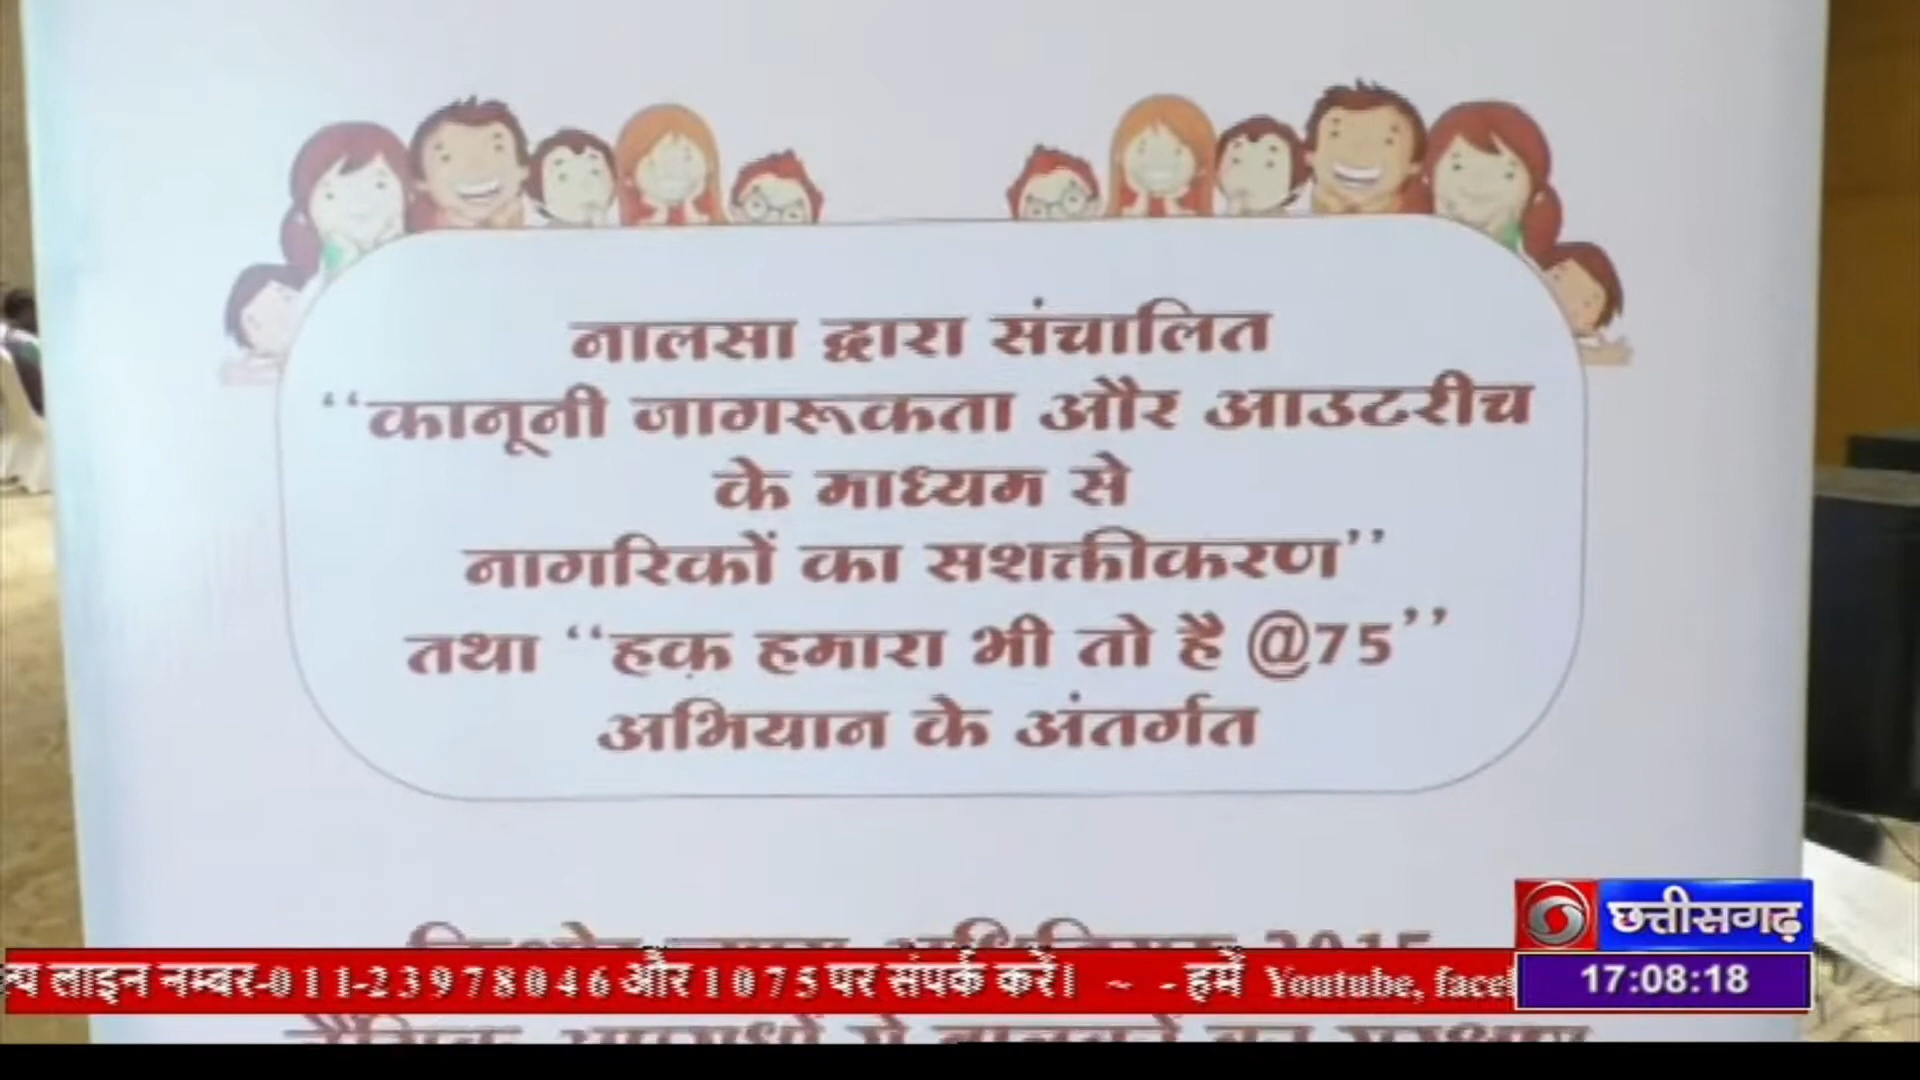 नालसा द्वारा संचालित
“कानूनी जागरूकता और आउटरीच
के माध्यम से
नागरिकों का सशक्तीकरण”
तथा “हक़ हमारा भी तो है @75”
अभियान के अंतर्गत
छत्तीसगढ़
लाइन नम्बर-011-23978046 और 1075 पर संपर्क करें। ~ - हमें Youtube,
17:08:18